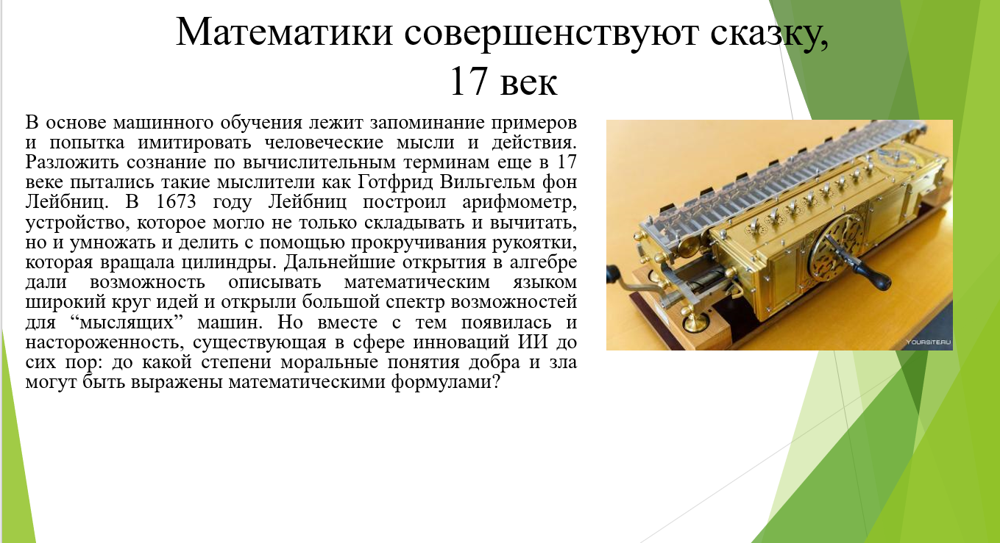 Математики совершенствуют сказку,
17 век
В основе машинного обучения лежит запоминание примеров
и попытка имитировать человеческие мысли и действия.
Разложить сознание по вычислительным терминам еще в 17
веке пытались такие мыслители как Готфрид Вильгельм фон
Лейбниц. В 1673 году Лейбниц построил арифмометр,
устройство, которое могло не только складывать и вычитать,
но и умножать и делить с помощью прокручивания рукоятки,
которая вращала цилиндры. Дальнейшие открытия в алгебре
дали возможность описывать математическим языком
широкий круг идей и открыли большой спектр возможностей
для “мыслящих” машин. Но вместе с тем появилась и
настороженность, существующая в сфере инноваций ИИ до
сих пор: до какой степени моральные понятия добра и зла
могут быть выражены математическими формулами?
YOURSITE.RU